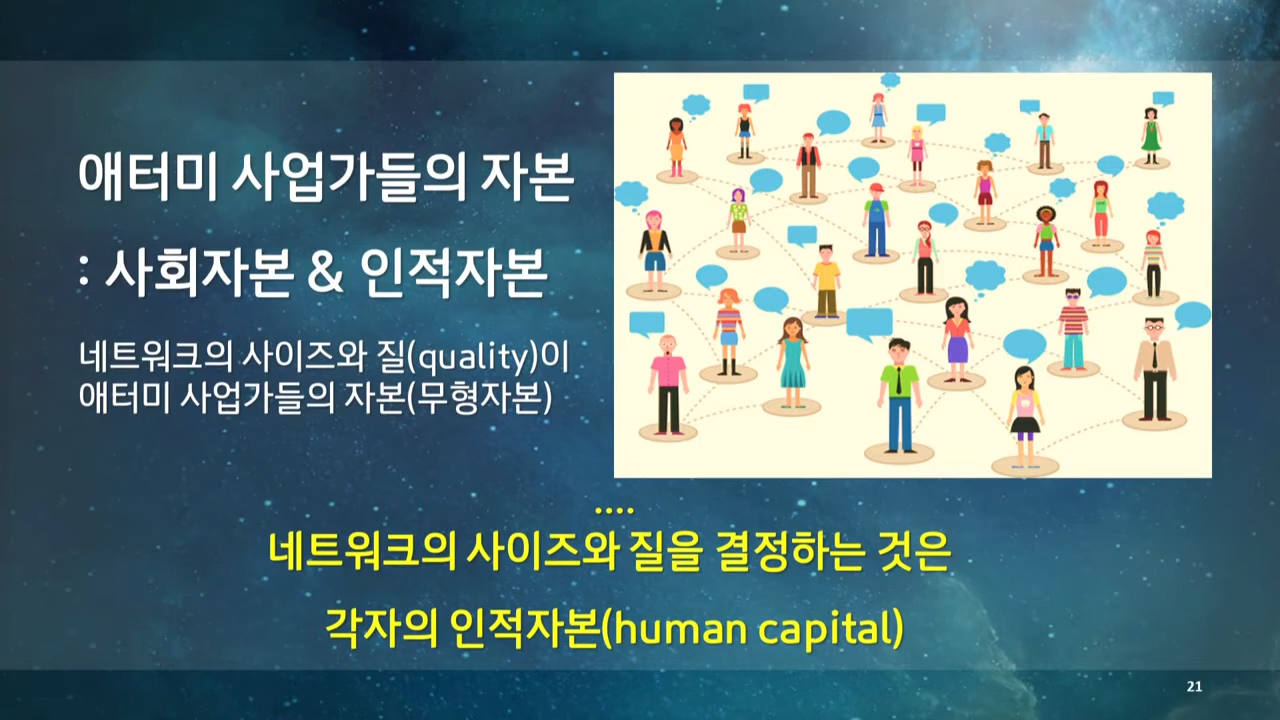 애터미 사업가들의 자본
: 사회자본 & 인적자본
네트워크의 사이즈와 질(quality)이
애터미 사업가들의 자본(무형자본)
....
네트워크의 사이즈와 질을 결정하는 것은
각자의 인적자본(human capital)
21